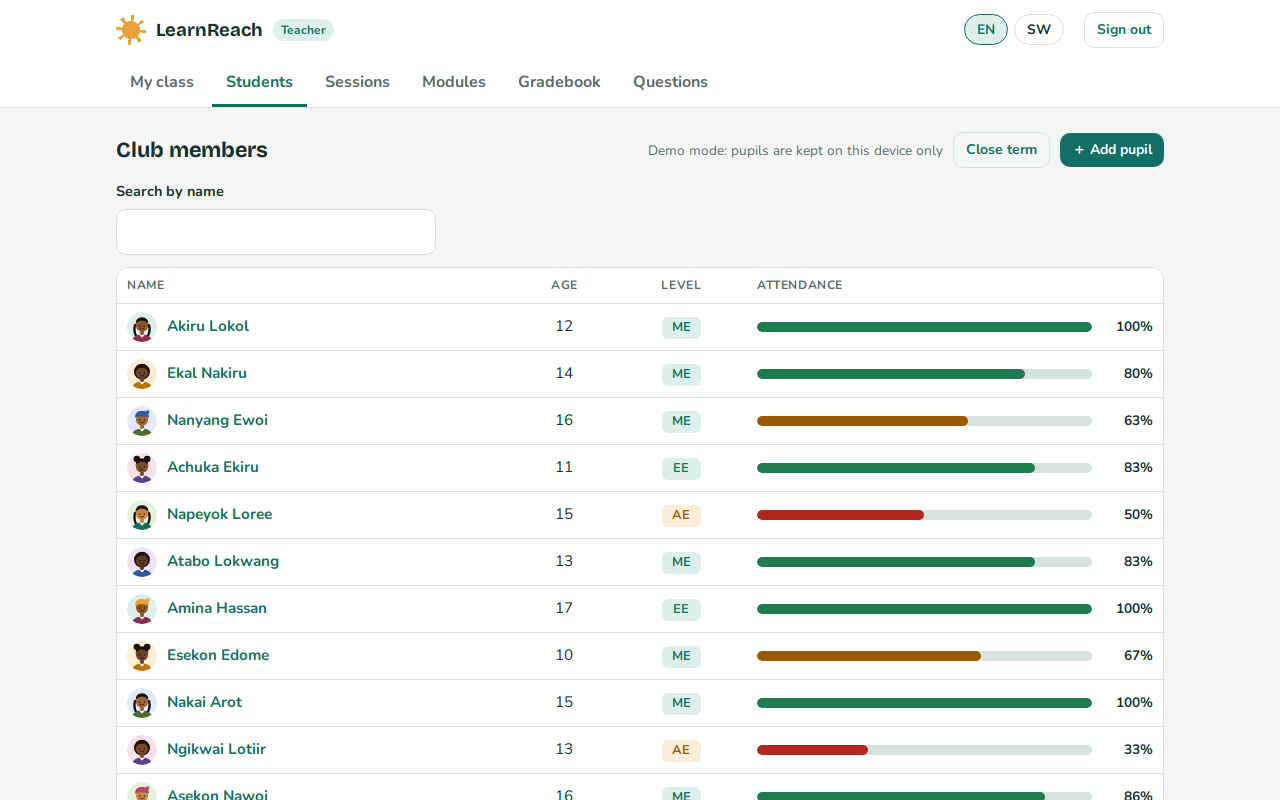 LearnReach Teacher EN SW Sign out
My class Students Sessions Modules Gradebook Questions
Club members Demo mode: pupils are kept on this device only Close term + Add pupil
Search by name
NAME AGE LEVEL ATTENDANCE
Akiru Lokol 12 ME 100%
Ekal Nakiru 14 ME 80%
Nanyang Ewoi 16 ME 63%
Achuka Ekiru 11 EE 83%
Napeyok Loree 15 AE 50%
Atabo Lokwang 13 ME 83%
Amina Hassan 17 EE 100%
Esekon Edome 10 ME 67%
Nakai Arot 15 ME 100%
Ngikwai Lotiir 13 AE 33%
Asekon Nawoi 16 ME 86%